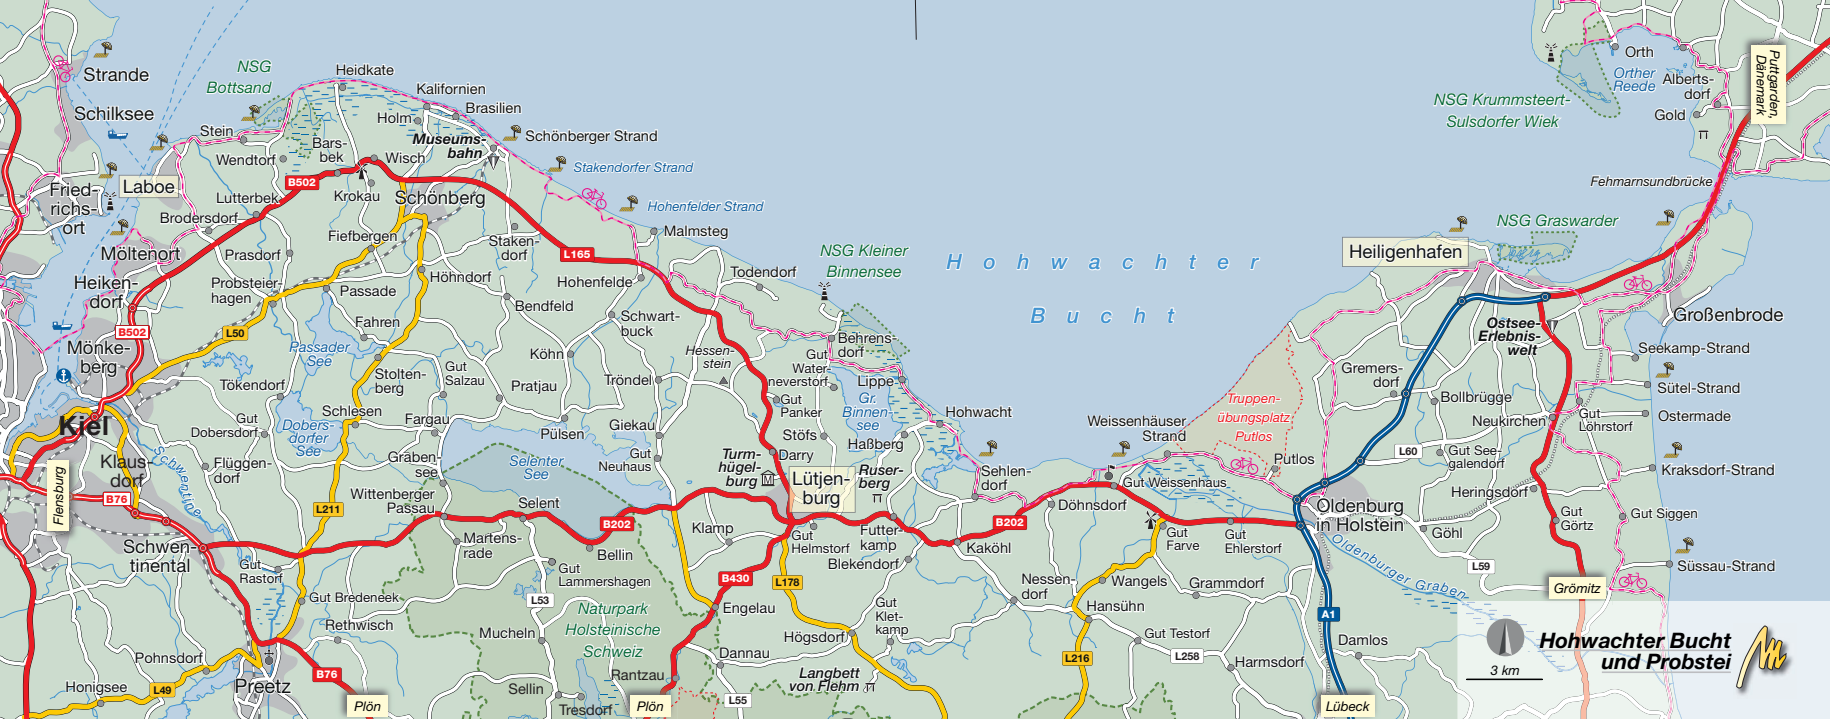 Strande
Schilksee
NSG
Bottsand
Heidkate
Kalifornien
Brasilien
Holm
Schönberger Strand
Museums-
bahn
Stein
Wendtorf
Bars-
bek
Wisch
Stakendorfer Strand
Fried-
richs-
ort
Laboe
B502
Lutterbek
Krokau
Schönberg
Hohenfelder Strand
Brodersdorf
Malmsteg
Möltenort
Prasdorf
Fiefbergen
Staken-
dorf
L165
Heiken-
dorf
Probsteier-
hagen
Passade
Höhndorf
Hohenfelde
Todendorf
NSG Kleiner
Binnensee
Bendfeld
B502
L50
Fahren
Schwart-
buck
Mönke-
berg
Passader
See
Köhn
Hessen-
stein
Behrens-
dorf
Gut
Water-
neverstorf
Tökendorf
Stolten-
berg
Gut
Salzau
Pratjau
Tröndel
Lippe
Gut
Panker
Gr.
Binnen-
see
Kiel
Gut
Dobersdorf
Dobers-
dorfer
See
Schlesen
Fargau
Pülsen
Giekau
Stöfs
Haßberg
Hohwacht
Klaus-
dorf
Schwentine
Flüggen-
dorf
Graben-
see
Selenter
See
Gut
Neuhaus
Turm-
hügel-
burg
Darry
Lütjen-
burg
Ruser-
berg
Sehlen-
dorf
Flensburg
B76
L211
Wittenberger
Passau
Selent
B202
Klamp
Gut
Helmstorf
Futter-
kamp
Kaköhl
B202
Döhnsdorf
Schwen-
tinental
Martens-
rade
Bellin
Blekendorf
Gut
Rastorf
Gut
Lammershagen
B430
L178
Nessen-
dorf
Gut Bredeneek
L53
Naturpark
Holsteinische
Schweiz
Engelau
Gut
Klet-
kamp
Rethwisch
Mucheln
Högsdorf
Pohnsdorf
Dannau
Rantzau
Langbett
von Flehm
Honigsee
L49
Preetz
B76
Plön
Sellin
Tresdorf
Plön
L55
Hohwachter
Bucht
Orth
Orther
Reede
Alberts-
dorf
Gold
Puttgarden,
Dänemark
NSG Krummsteert-
Sulsdorfer Wiek
Fehmarnsundbrücke
NSG Graswarder
Heiligenhafen
Großenbrode
Ostsee-
Erlebnis-
welt
Seekamp-Strand
Gremers-
dorf
Sütel-Strand
Bollbrügge
Truppen-
übungsplatz
Putlos
Neukirchen
Gut
Löhrstorf
Ostermade
Weissenhäuser
Strand
L60
Gut See-
galendorf
Putlos
Kraksdorf-Strand
Gut Weissenhaus
Heringsdorf
Oldenburg
in Holstein
Gut
Görtz
Gut Siggen
Göhl
Gut
Farve
Gut
Ehlerstorf
Oldenburger Graben
L59
Süssau-Strand
Wangels
Grammdorf
Grömitz
Hansühn
A1
Gut Testorf
Damlos
L216
L258
Harmsdorf
Lübeck
3 km
Hohwachter Bucht
und Probstei